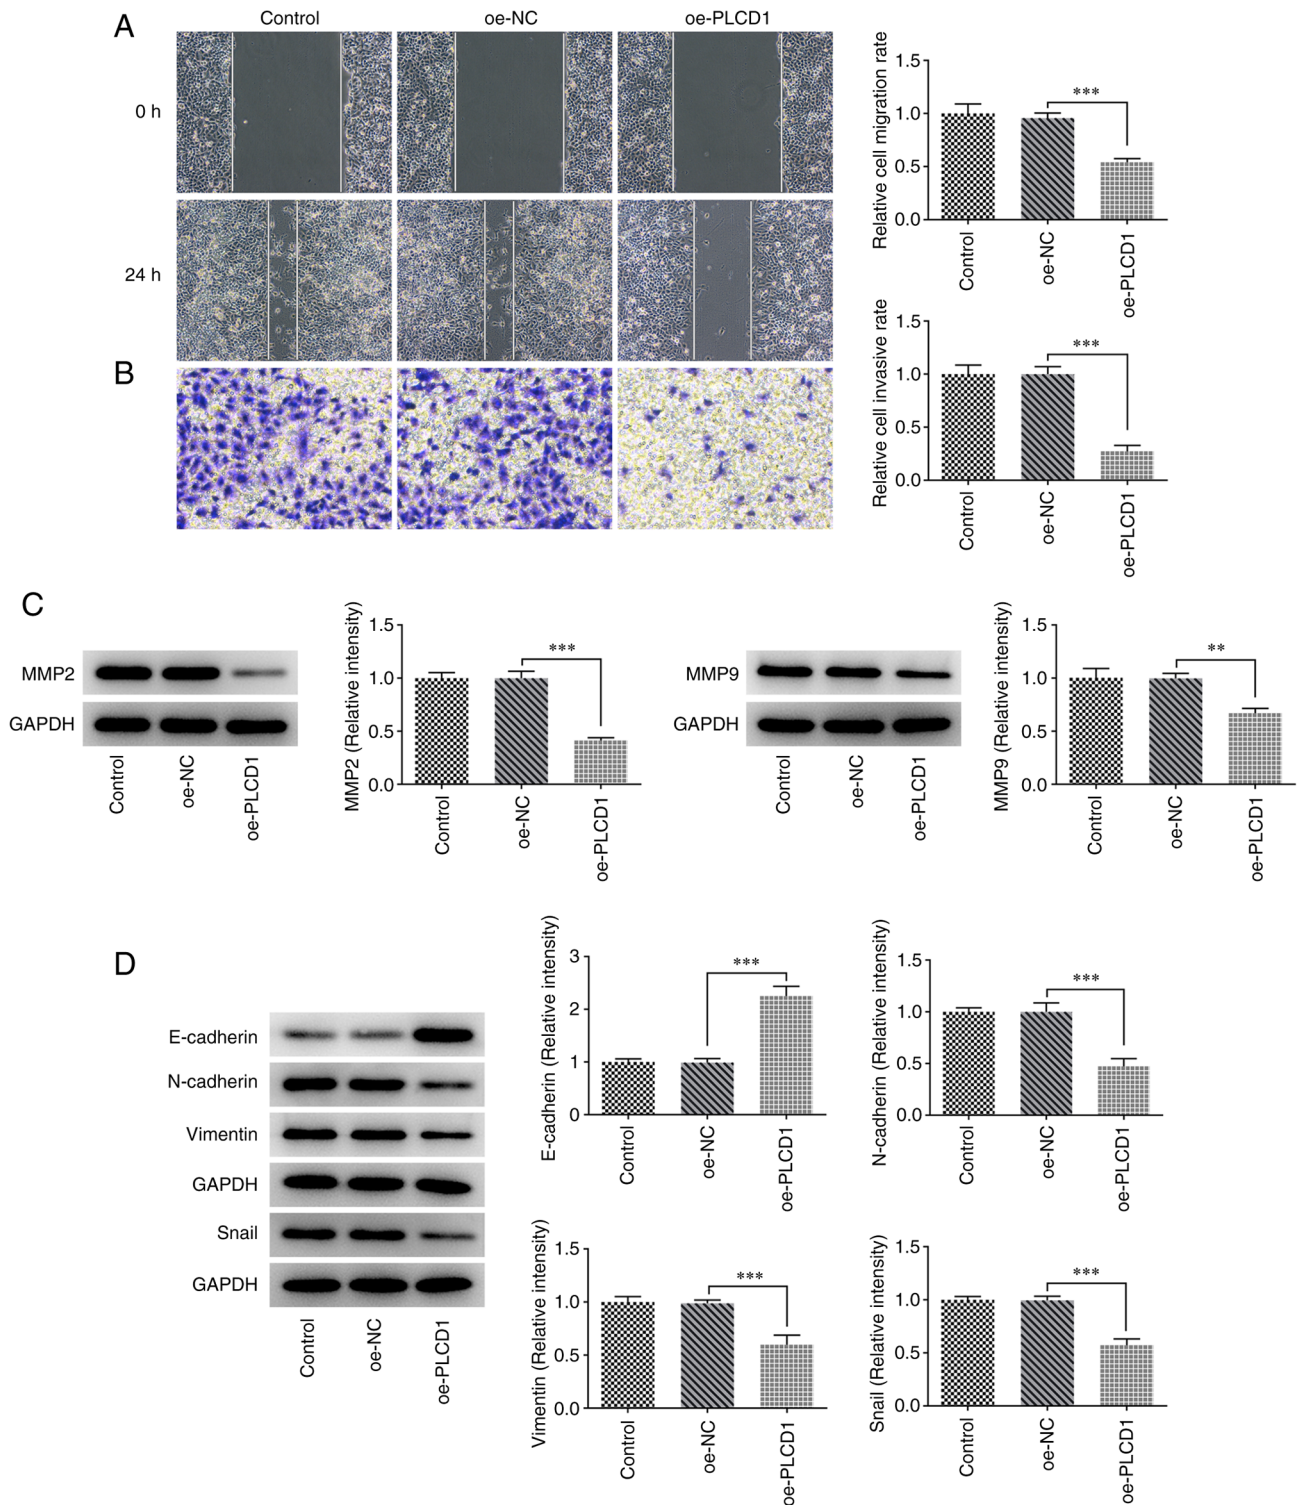 A
Control
oe-NC
oe-PLCD1
0 h
24 h
Relative cell migration rate
1.5
1.0
0.5
0.0
***
Control
oe-NC
oe-PLCD1
B
Relative cell invasive rate
1.5
1.0
0.5
0.0
***
Control
oe-NC
oe-PLCD1
C
MMP2
GAPDH
Control
oe-NC
oe-PLCD1
MMP2 (Relative intensity)
1.5
1.0
0.5
0.0
***
Control
oe-NC
oe-PLCD1
MMP9
GAPDH
Control
oe-NC
oe-PLCD1
MMP9 (Relative intensity)
1.5
1.0
0.5
0.0
**
Control
oe-NC
oe-PLCD1
D
E-cadherin
N-cadherin
Vimentin
GAPDH
Snail
GAPDH
Control
oe-NC
oe-PLCD1
E-cadherin (Relative intensity)
3
2
1
0
***
Control
oe-NC
oe-PLCD1
N-cadherin (Relative intensity)
1.5
1.0
0.5
0.0
***
Control
oe-NC
oe-PLCD1
Vimentin (Relative intensity)
1.5
1.0
0.5
0.0
***
Control
oe-NC
oe-PLCD1
Snail (Relative intensity)
1.5
1.0
0.5
0.0
***
Control
oe-NC
oe-PLCD1